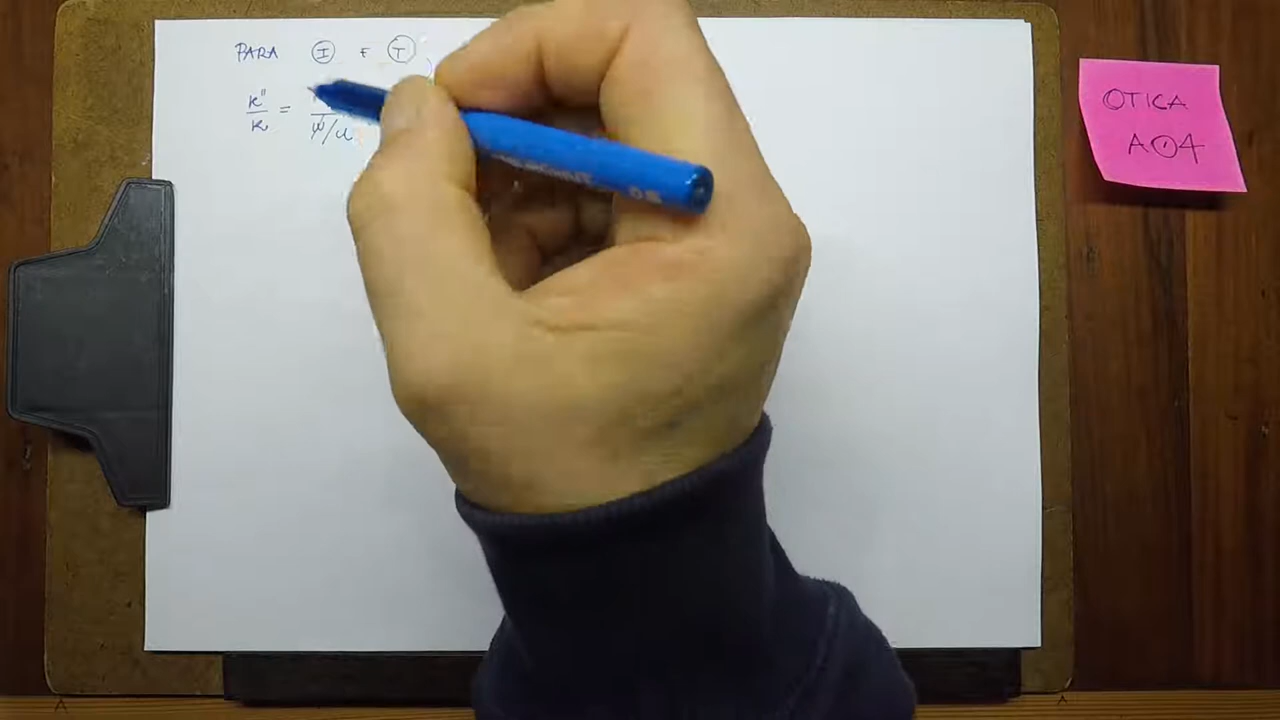 PARA I E T
k"
k =
ω/u
OTICA
A04